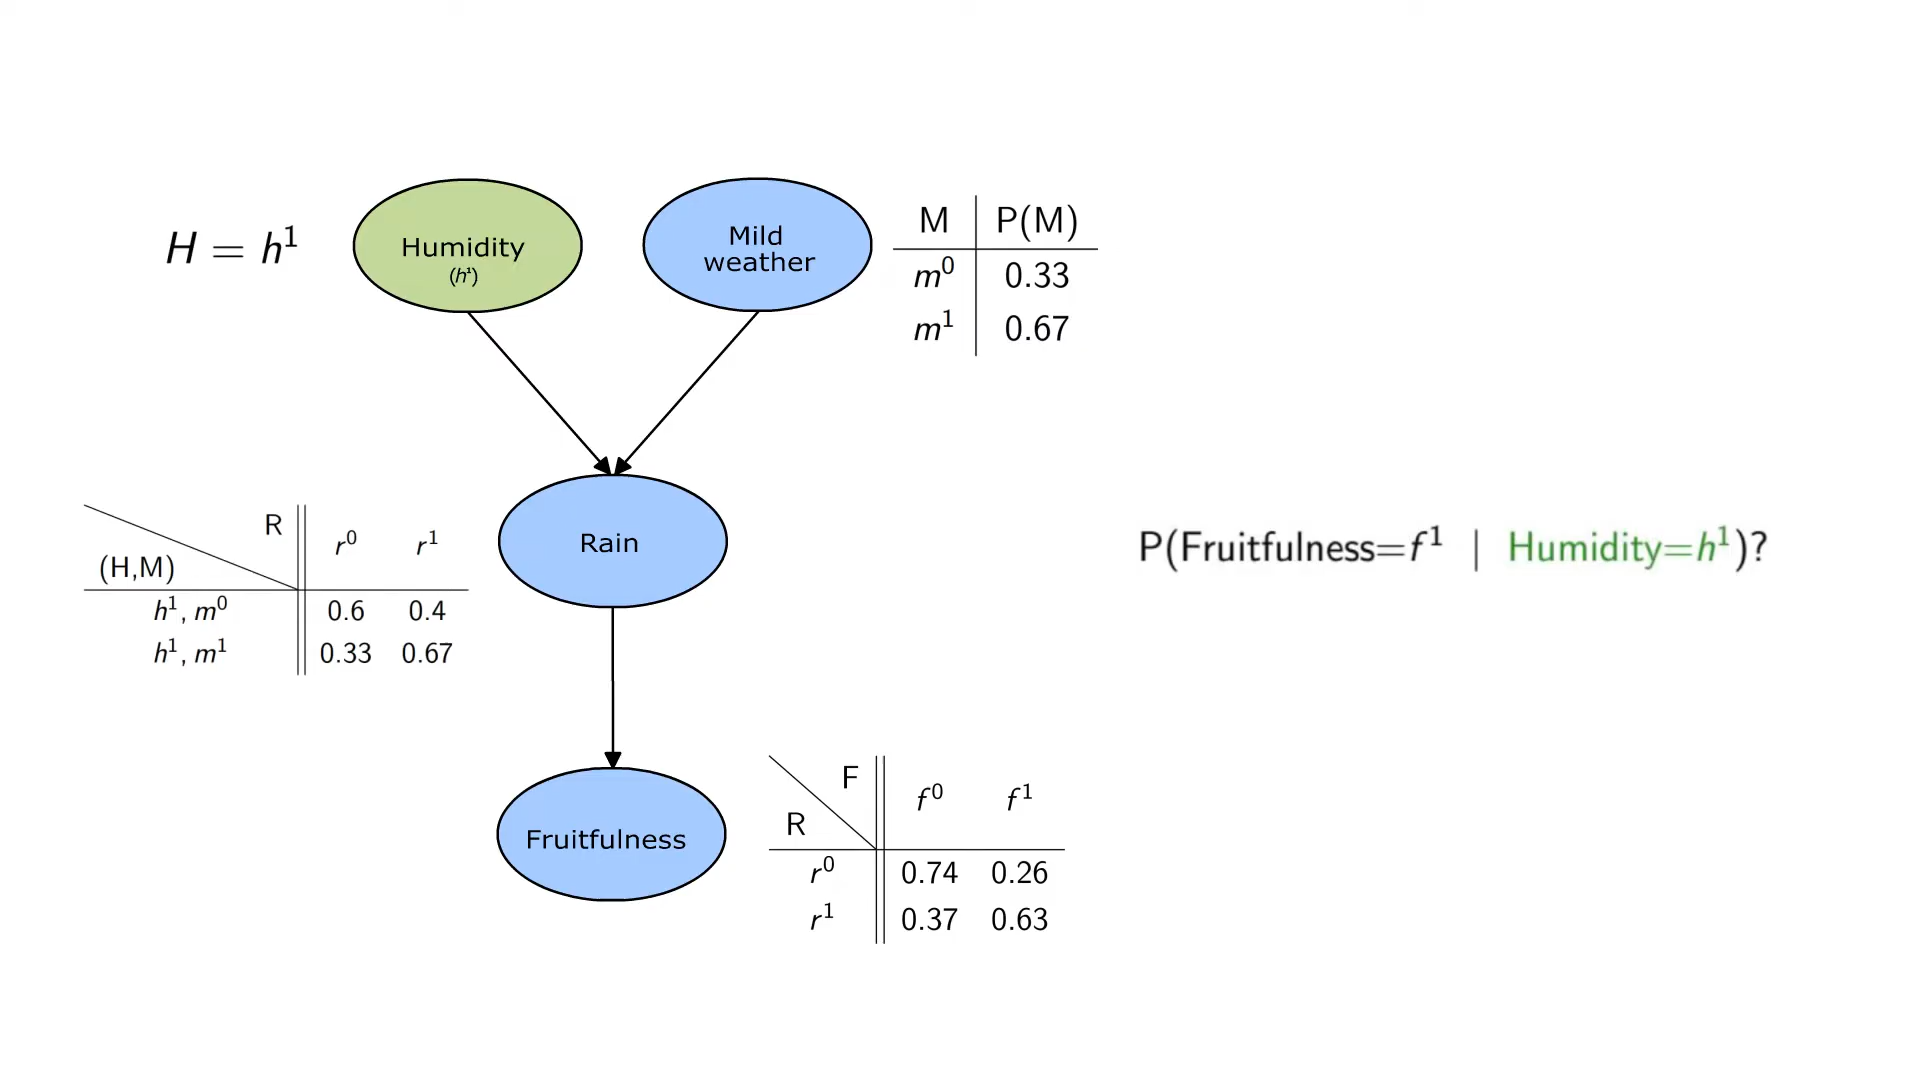 H = h¹
Humidity
(h¹)
Mild
weather
M P(M)
m⁰ 0.33
m¹ 0.67
R
(H,M)
r⁰ r¹
h¹, m⁰ 0.6 0.4
h¹, m¹ 0.33 0.67
Rain
P(Fruitfulness=f¹ | Humidity=h¹)?
Fruitfulness
F
R
f⁰ f¹
r⁰ 0.74 0.26
r¹ 0.37 0.63